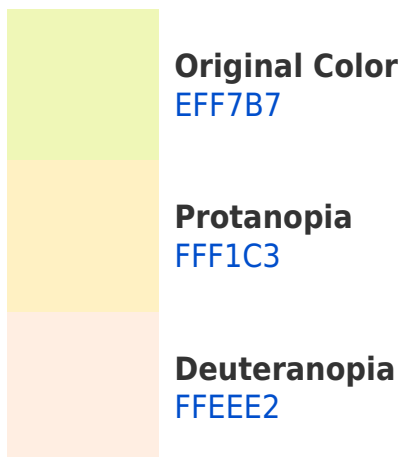 Original Color
EFF7B7
Protanopia
FFF1C3
Deuteranopia
FFEEE2